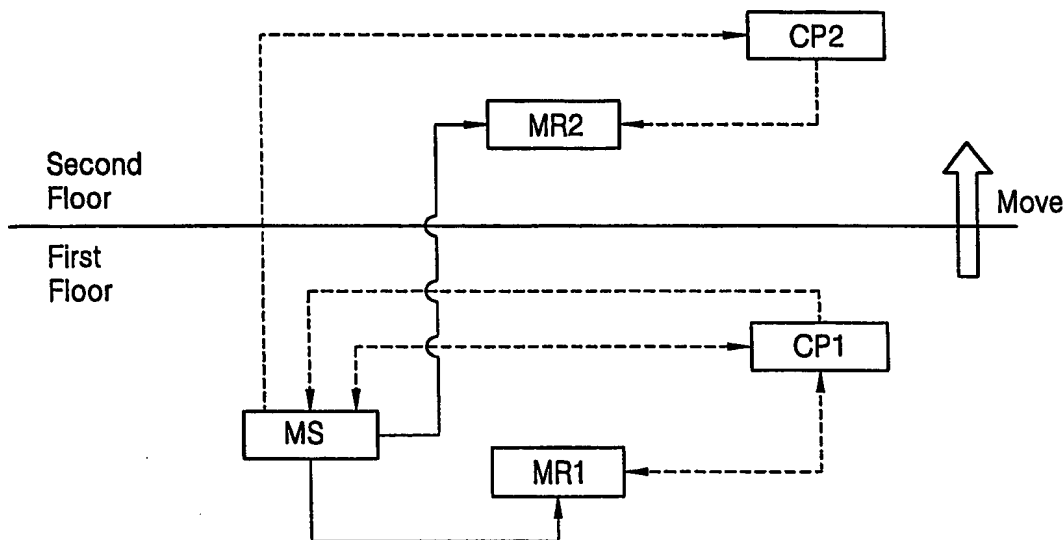 CP2
MR2
Second
Floor
Move
First
Floor
CP1
MS
MR1